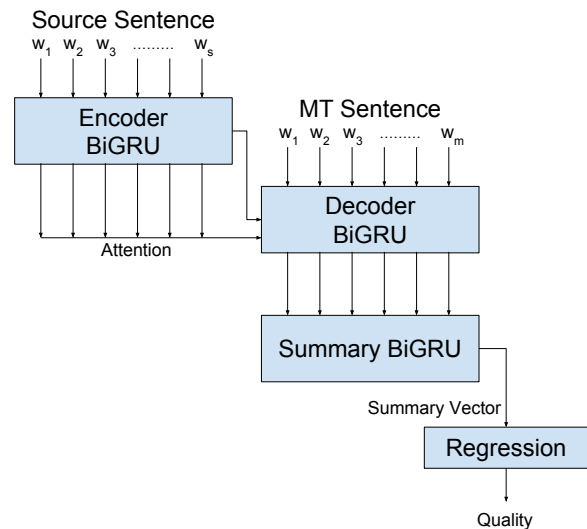 Source Sentence
w1 w2 w3 ......... ws
Encoder
BiGRU
MT Sentence
w1 w2 w3 ......... wm
Decoder
BiGRU
Attention
Summary BiGRU
Summary Vector
Regression
Quality